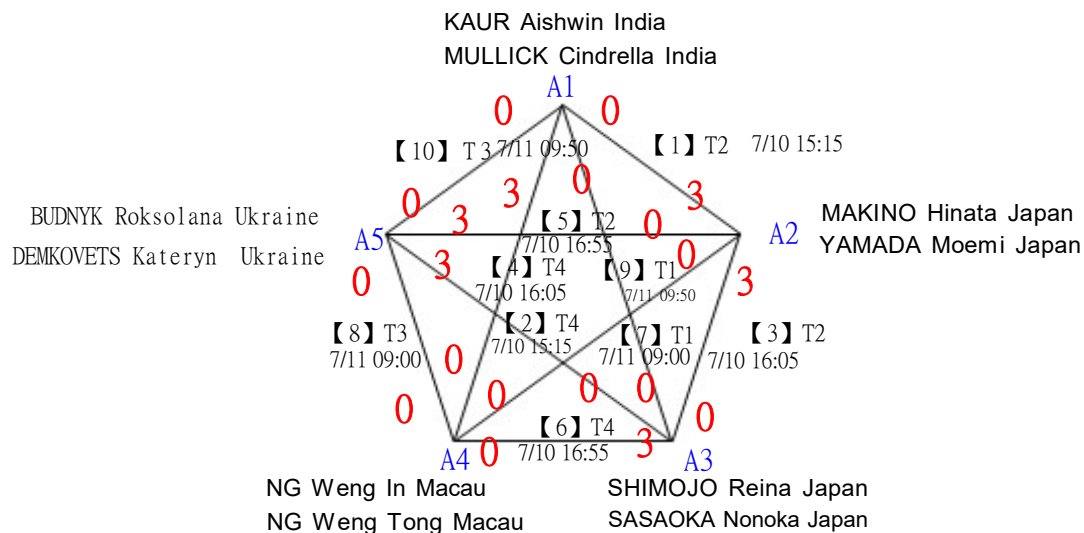 KAUR Aishwin India
MULLICK Cindrella India
A1
0 0
【10】 T3 7/11 09:50
【1】T2 7/10 15:15
0 3 3 0 3
BUDNYK Roksolana Ukraine
DEMKOVETS Kateryn Ukraine
A5
【5】T2
7/10 16:55
0
A2
MAKINO Hinata Japan
YAMADA Moemi Japan
0 3 0 3
【4】T4
7/10 16:05
【9】T1
7/11 09:50
【8】T3
7/11 09:00
【2】T4
7/10 15:15
【7】T1
7/11 09:00
【3】T2
7/10 16:05
0 0 0 0
0 0
【6】T4
7/10 16:55
0 3
A4
A3
NG Weng In Macau
NG Weng Tong Macau
SHIMOJO Reina Japan
SASAOKA Nonoka Japan